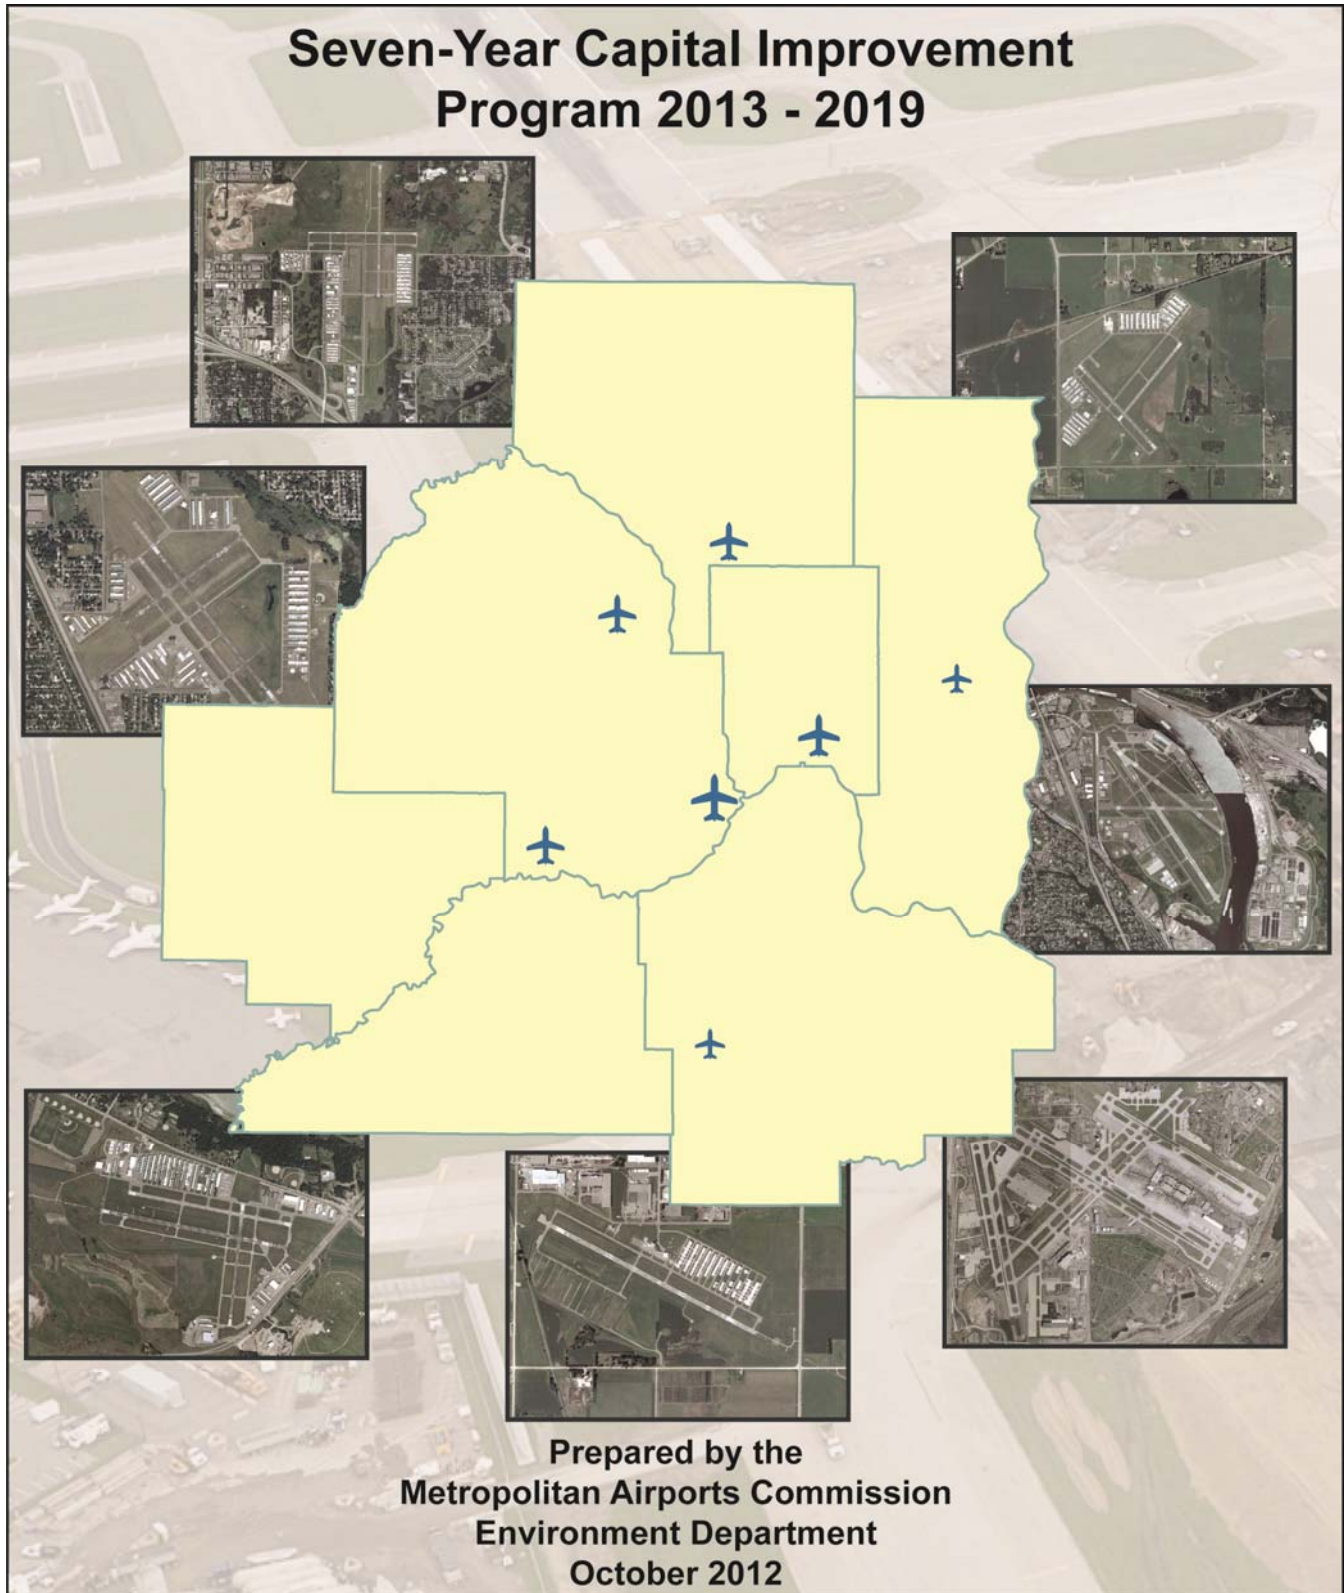 Seven-Year Capital Improvement
Program 2013 - 2019
Prepared by the
Metropolitan Airports Commission
Environment Department
October 2012